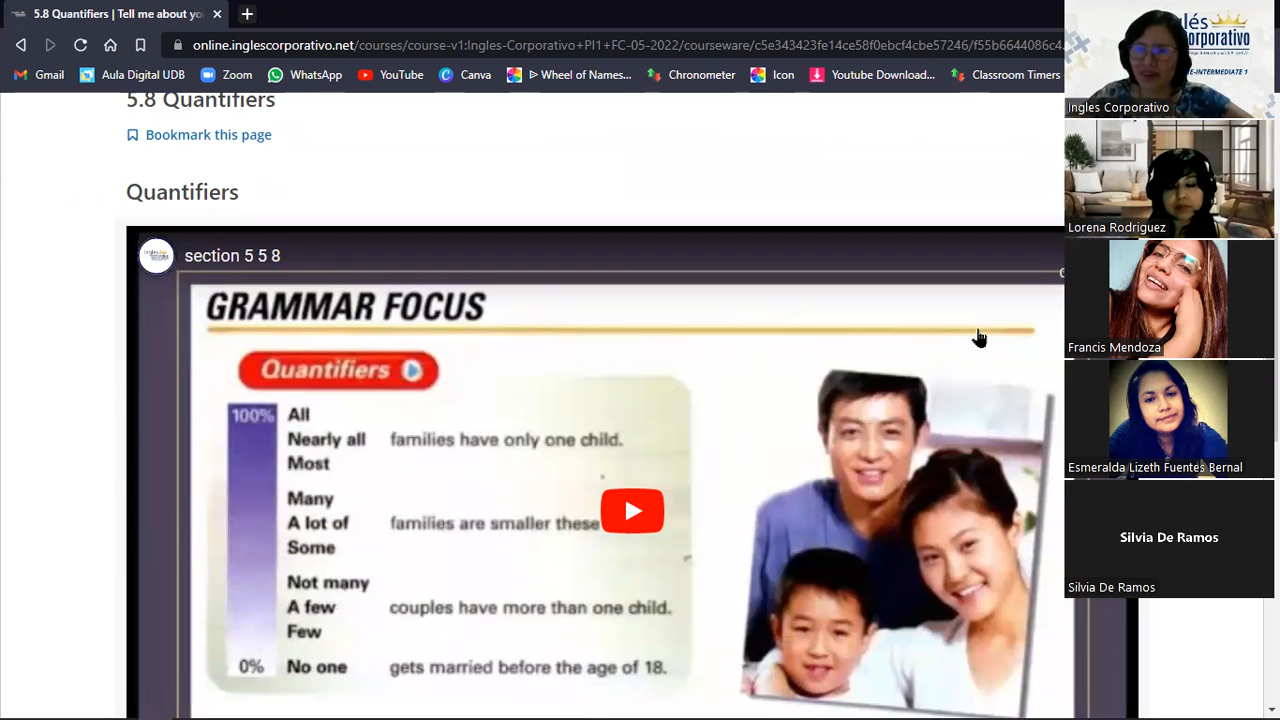 5.8 Quantifiers | Tell me about yo
online.inglescorporativo.net/courses/course-v1:Ingles-Corporativo+PI1+FC-05-2022/courseware/c5e343423fe14ce58f0ebcf4cbe57246/f55b6644086c4
Gmail Aula Digital UDB Zoom WhatsApp YouTube Canva ᐅ Wheel of Names... Chronometer Icon Youtube Download... Classroom Timers
5.8 Quantifiers
Bookmark this page
Quantifiers
section 5 5 8
GRAMMAR FOCUS
Quantifiers
100% All
Nearly all families have only one child.
Most
Many
A lot of families are smaller these
Some
Not many
A few couples have more than one child.
Few
0% No one gets married before the age of 18.
Ingles Corporativo
Lorena Rodriguez
Francis Mendoza
Esmeralda Lizeth Fuentes Bernal
Silvia De Ramos
Silvia De Ramos